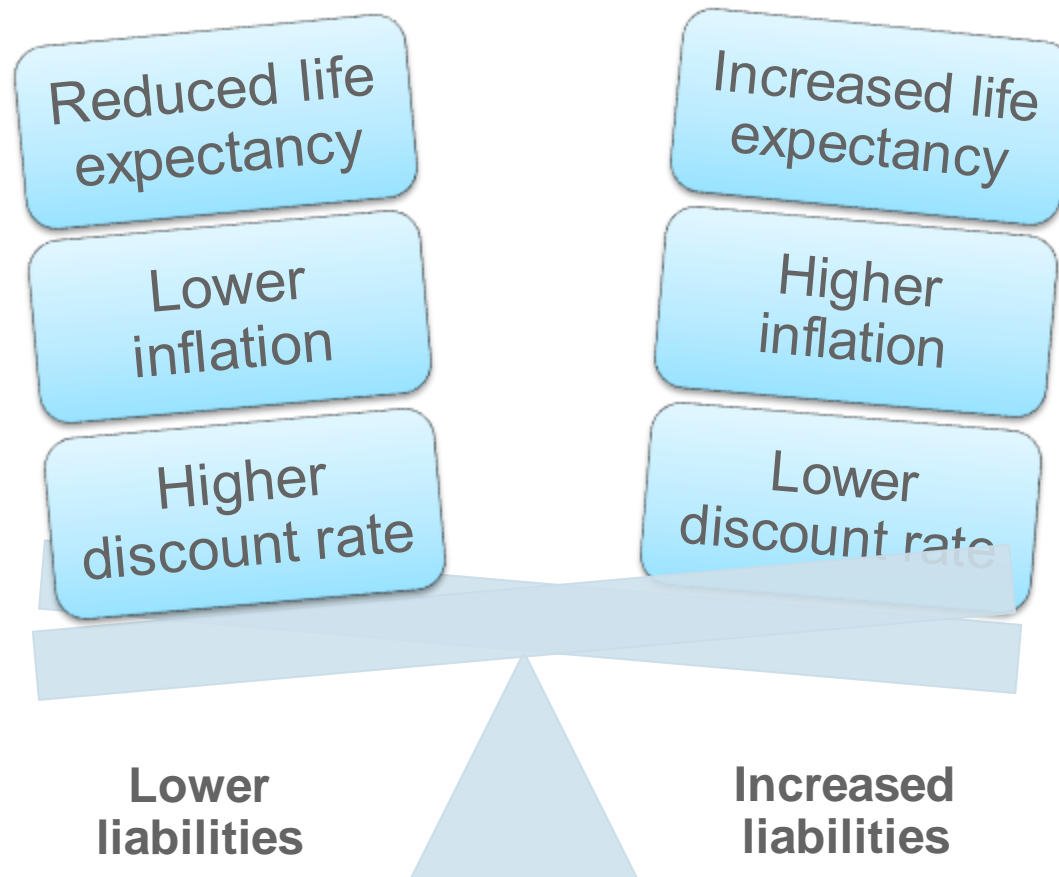 Reduced life
expectancy
Lower
inflation
Higher
discount rate
Lower
liabilities
Increased life
expectancy
Higher
inflation
Lower
discount rate
Increased
liabilities